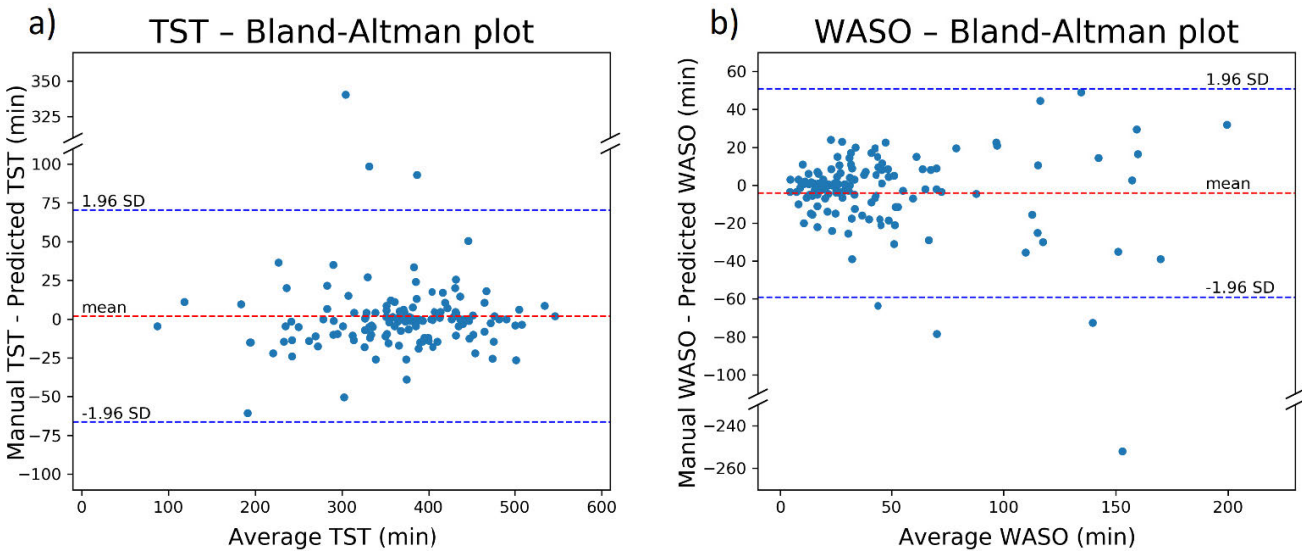 a)
TST – Bland-Altman plot
Manual TST - Predicted TST (min)
350
325
100
75
50
25
0
−25
−50
−75
−100
1.96 SD
mean
-1.96 SD
0 100 200 300 400 500 600
Average TST (min)
b)
WASO – Bland-Altman plot
Manual WASO - Predicted WASO (min)
60
40
20
0
−20
−40
−60
−80
−100
−240
−260
1.96 SD
mean
-1.96 SD
0 50 100 150 200
Average WASO (min)